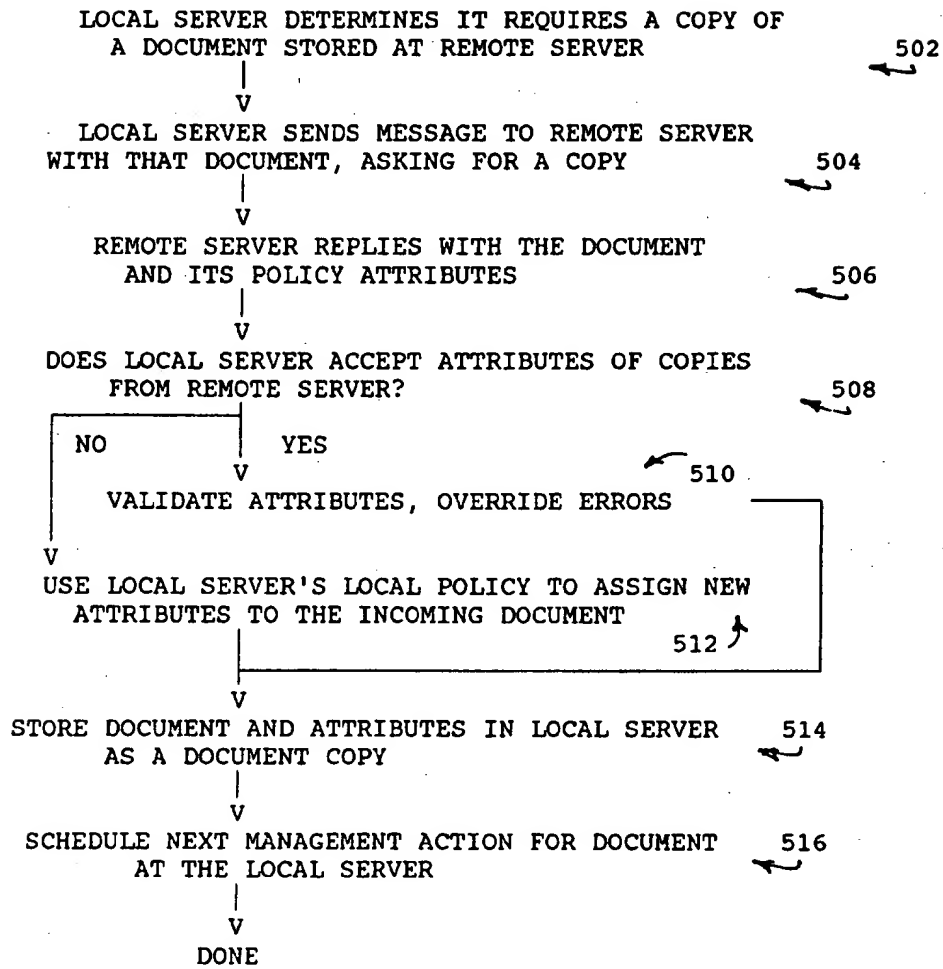 LOCAL SERVER DETERMINES IT REQUIRES A COPY OF
A DOCUMENT STORED AT REMOTE SERVER 502
V
LOCAL SERVER SENDS MESSAGE TO REMOTE SERVER
WITH THAT DOCUMENT, ASKING FOR A COPY 504
V
REMOTE SERVER REPLIES WITH THE DOCUMENT
AND ITS POLICY ATTRIBUTES 506
V
DOES LOCAL SERVER ACCEPT ATTRIBUTES OF COPIES
FROM REMOTE SERVER? 508
NO YES
V 510
VALIDATE ATTRIBUTES, OVERRIDE ERRORS
V
USE LOCAL SERVER'S LOCAL POLICY TO ASSIGN NEW
ATTRIBUTES TO THE INCOMING DOCUMENT
512
V
STORE DOCUMENT AND ATTRIBUTES IN LOCAL SERVER 514
AS A DOCUMENT COPY
V
SCHEDULE NEXT MANAGEMENT ACTION FOR DOCUMENT 516
AT THE LOCAL SERVER
V
DONE